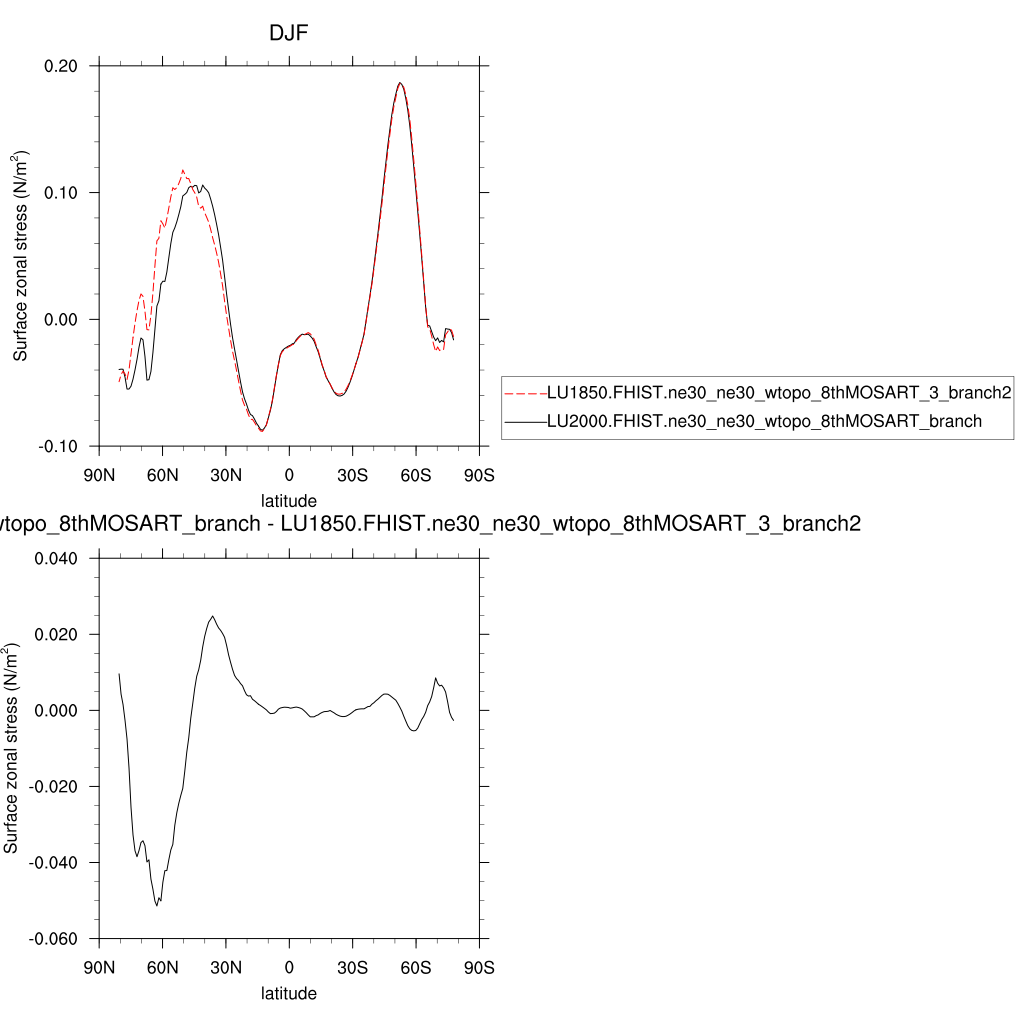 DJF
0.20
0.10
0.00
-0.10
Surface zonal stress (N/m²)
90N 60N 30N 0 30S 60S 90S
latitude
LU1850.FHIST.ne30_ne30_wtopo_8thMOSART_3_branch2
LU2000.FHIST.ne30_ne30_wtopo_8thMOSART_branch
wtopo_8thMOSART_branch - LU1850.FHIST.ne30_ne30_wtopo_8thMOSART_3_branch2
0.040
0.020
0.000
-0.020
-0.040
-0.060
Surface zonal stress (N/m²)
90N 60N 30N 0 30S 60S 90S
latitude